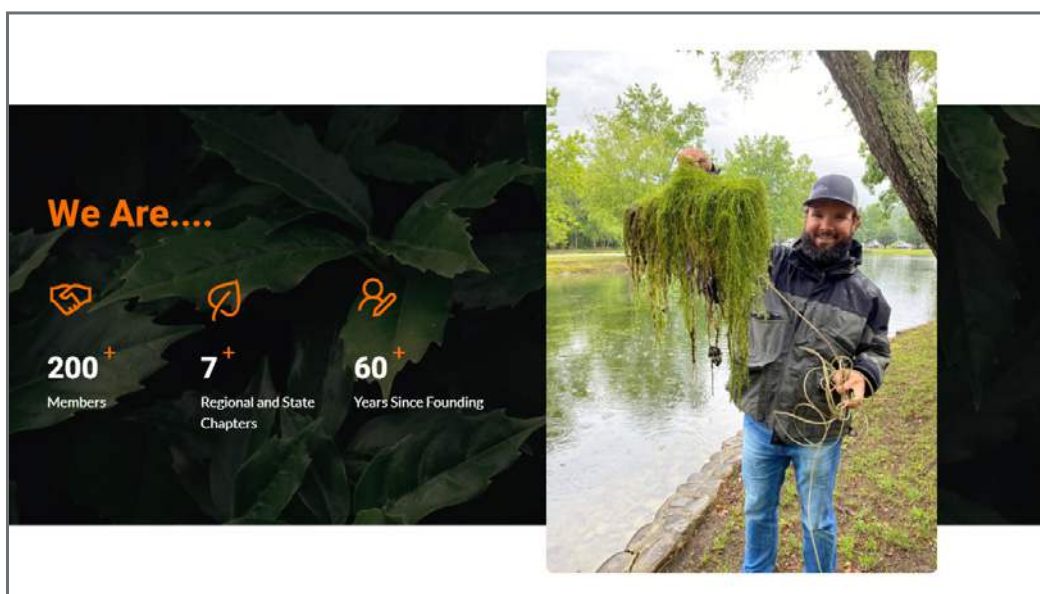 We Are....
200+
Members
7+
Regional and State
Chapters
60+
Years Since Founding